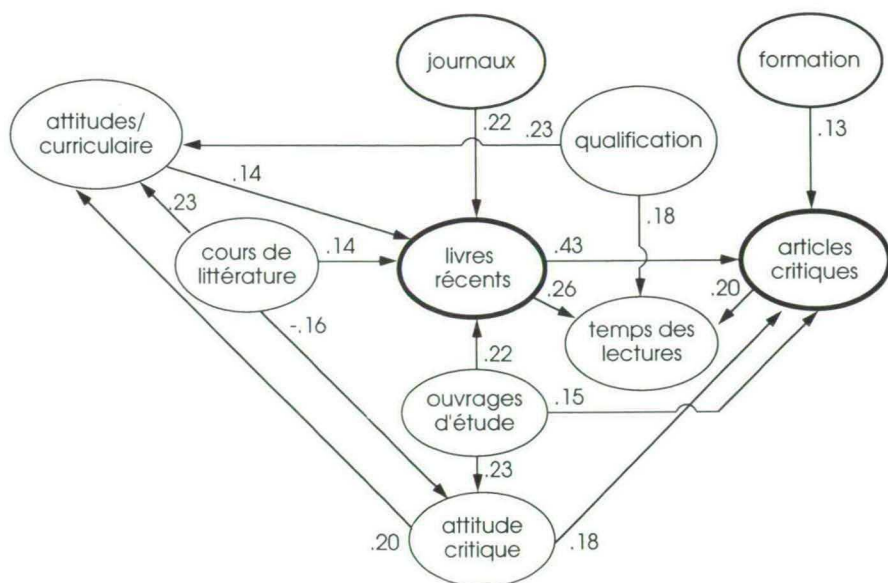 journaux
formation
attitudes/
curriculaire
.22
.23
qualification
.13
.14
.23
.18
cours de
littérature
.14
livres
récents
.43
articles
critiques
.26
.20
temps des
lectures
-.16
.22
ouvrages
d'étude
.15
.23
.20
attitude
critique
.18